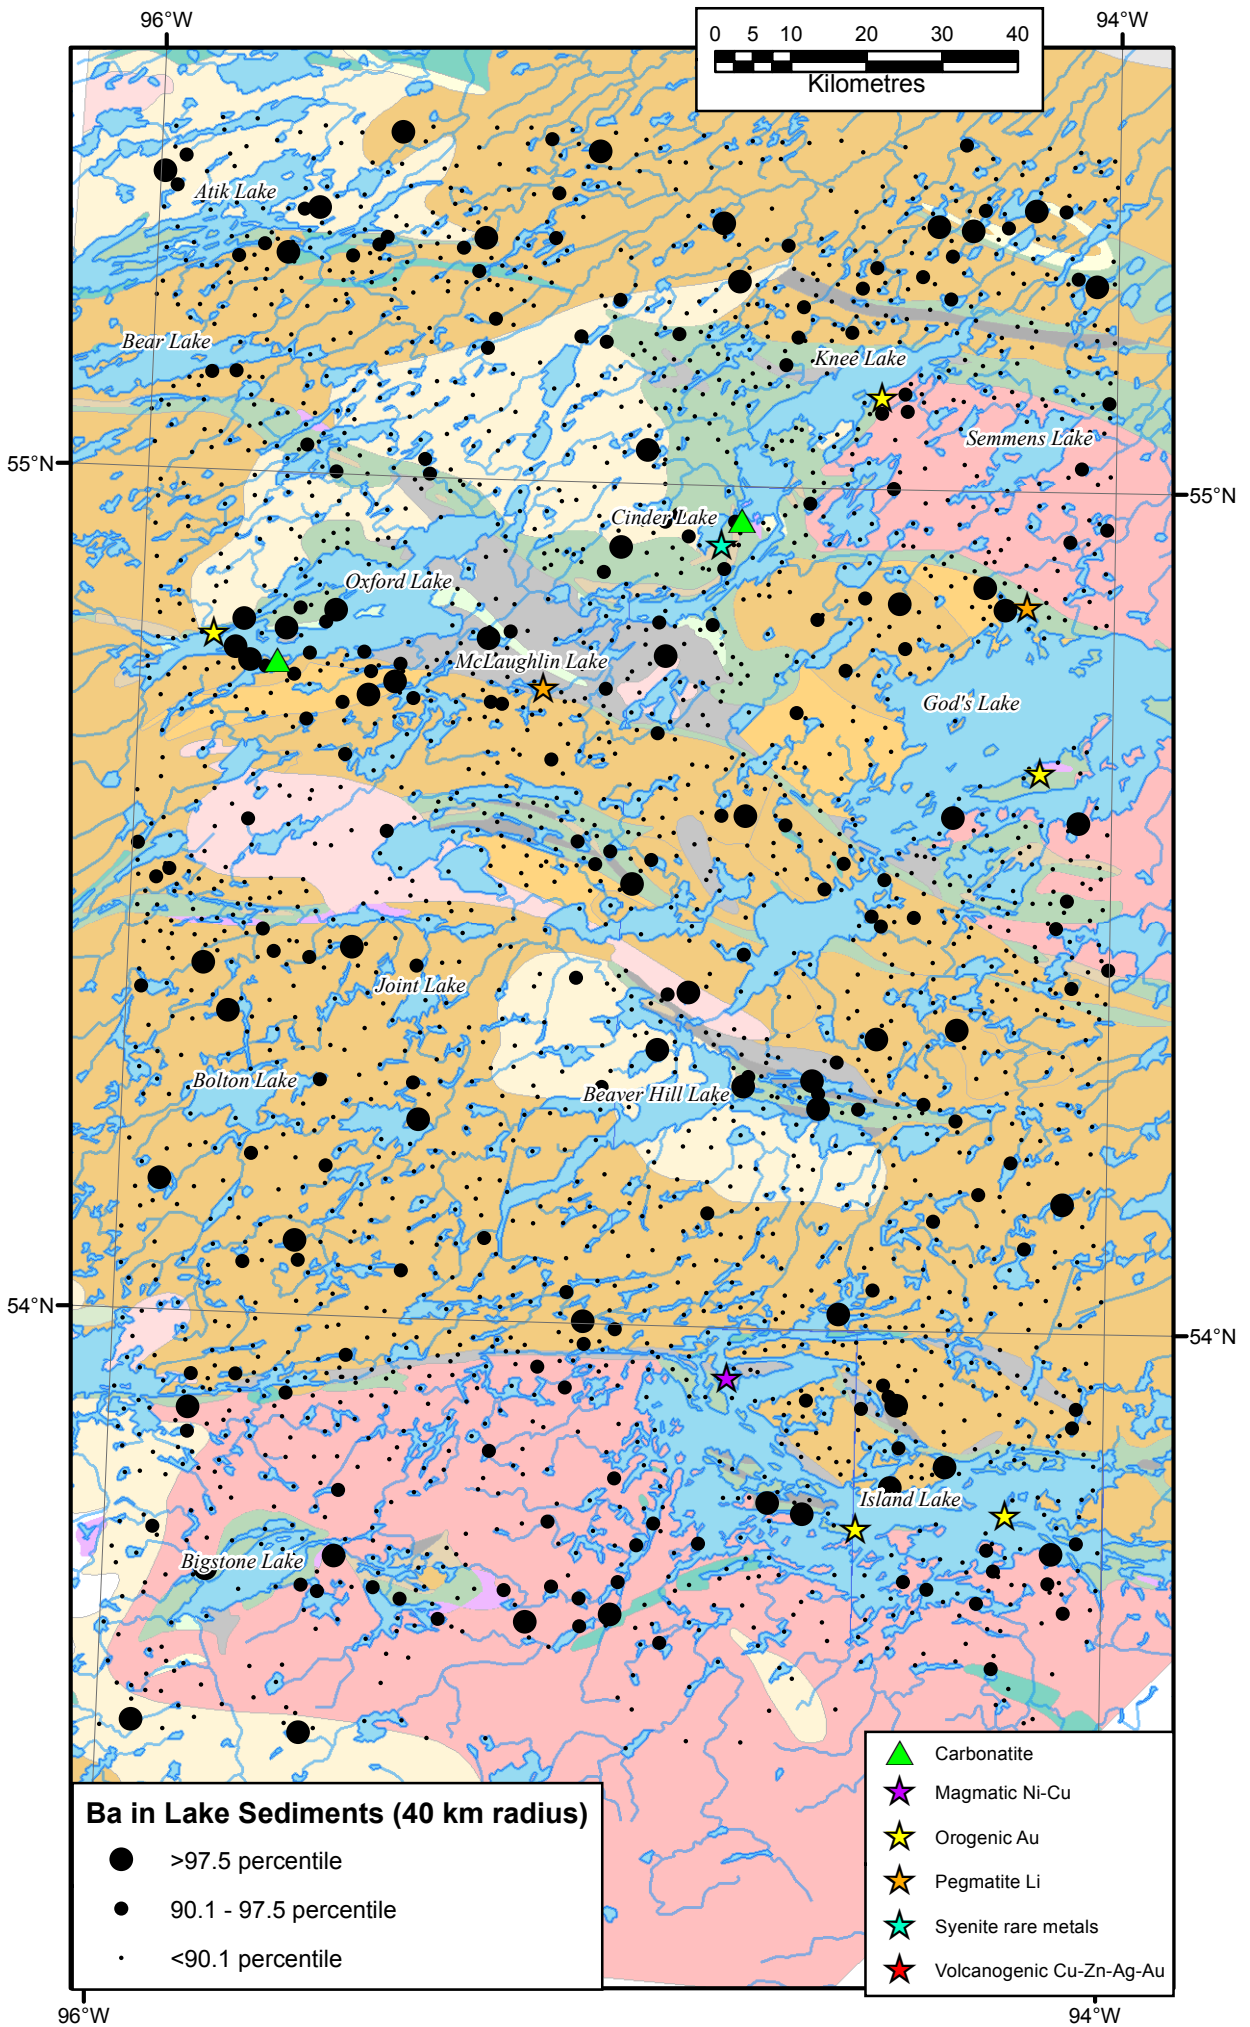 96°W
94°W
0 5 10 20 30 40
Kilometres
Atik Lake
Bear Lake
Knee Lake
Semmens Lake
55°N
55°N
Cinder Lake
Oxford Lake
McLaughlin Lake
God's Lake
Joint Lake
Bolton Lake
Beaver Hill Lake
54°N
54°N
Island Lake
Bigstone Lake
Carbonatite
Magmatic Ni-Cu
Orogenic Au
Pegmatite Li
Syenite rare metals
Volcanogenic Cu-Zn-Ag-Au
Ba in Lake Sediments (40 km radius)
>97.5 percentile
90.1 - 97.5 percentile
<90.1 percentile
96°W
94°W